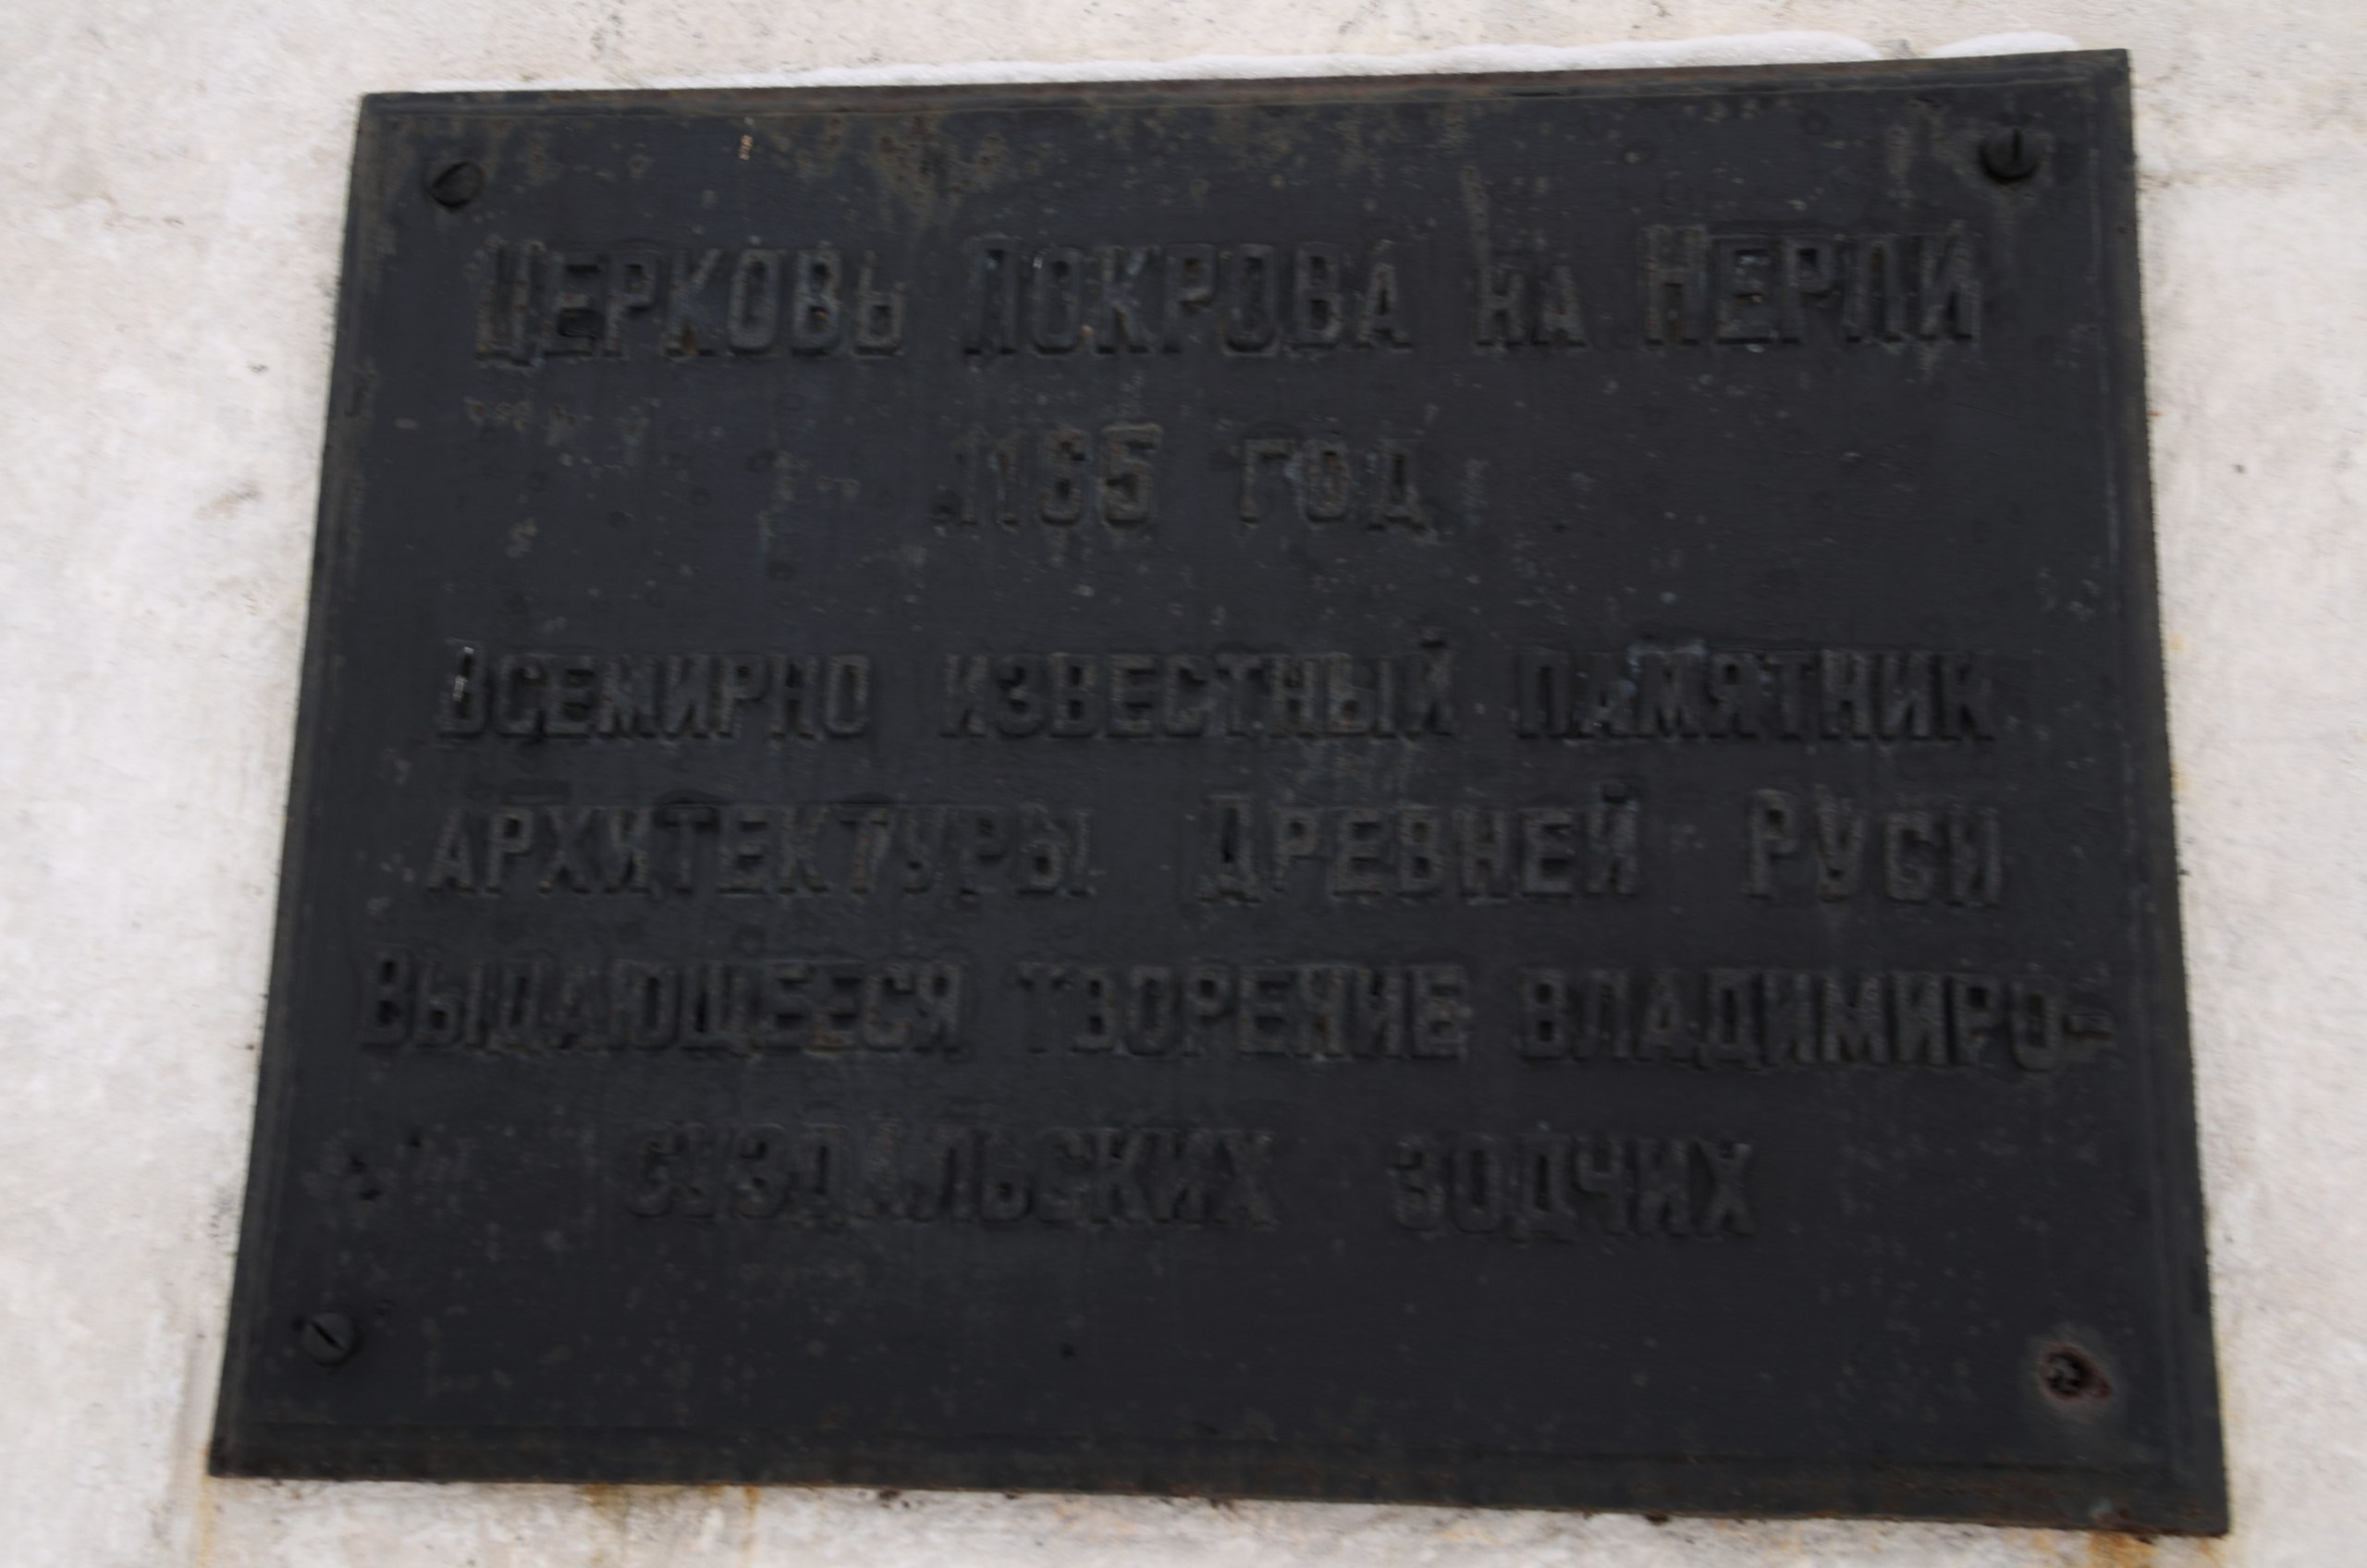 Церковь Покрова на Нерли
1165 год
Всемирно известный памятник
архитектуры Древней Руси
Выдающееся творение владимиро-
суздальских зодчих